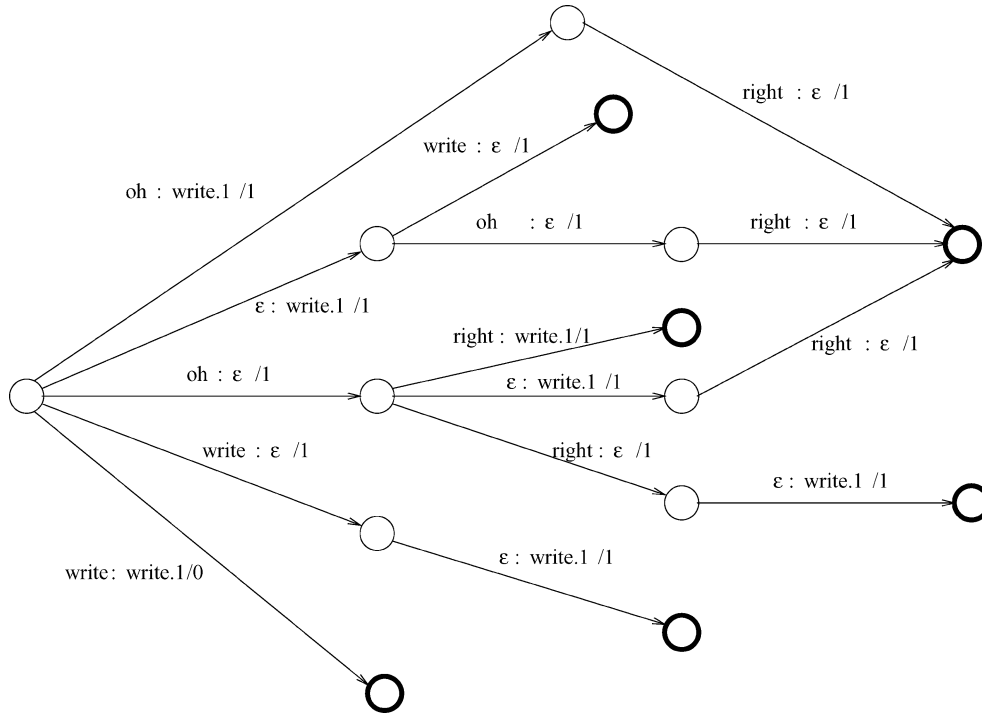 right : ε /1
write : ε /1
oh : write.1 /1
oh : ε /1
right : ε /1
ε : write.1 /1
right : write.1/1
right : ε /1
oh : ε /1
ε : write.1 /1
write : ε /1
right : ε /1
ε : write.1 /1
ε : write.1 /1
write: write.1/0